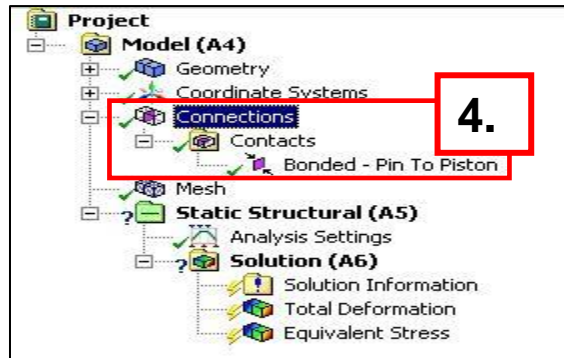 Project
Model (A4)
Geometry
Coordinate Systems
4.
Connections
Contacts
Bonded - Pin To Piston
Mesh
? Static Structural (A5)
Analysis Settings
? Solution (A6)
Solution Information
Total Deformation
Equivalent Stress